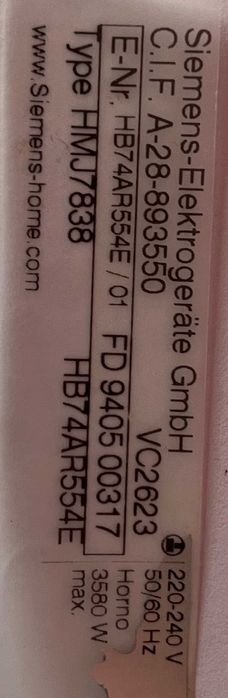 Siemens-Elektrogeräte GmbH
C.I.F. A-28-893550 VC2623
E-Nr. HB74AR554E / 01 FD 9405 00317
Type HMJ7838 HB74AR554E
www.Siemens-home.com
220-240 V
50/60 Hz
Horno
3580 W
max.